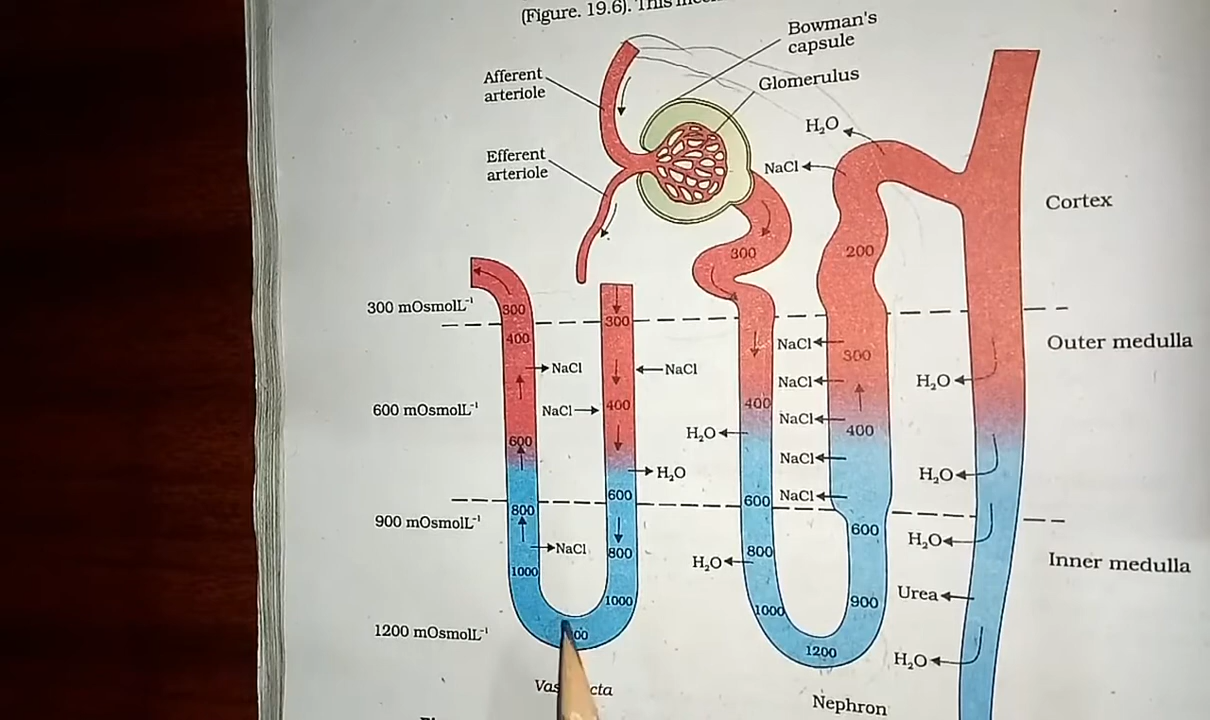 (Figure. 19.6). This
Bowman's
capsule
Afferent
arteriole
Glomerulus
H₂O
Efferent
arteriole
NaCl
Cortex
300
200
300 mOsmolL⁻¹
300
300
400
NaCl
NaCl
NaCl
300
Outer medulla
H₂O
NaCl
600 mOsmolL⁻¹
NaCl
400
400
NaCl
400
600
H₂O
H₂O
NaCl
H₂O
600
600
NaCl
900 mOsmolL⁻¹
800
600
H₂O
NaCl
800
H₂O
800
Inner medulla
1000
1000
1000
900
Urea
1200 mOsmolL⁻¹
00
1200
H₂O
Nephron